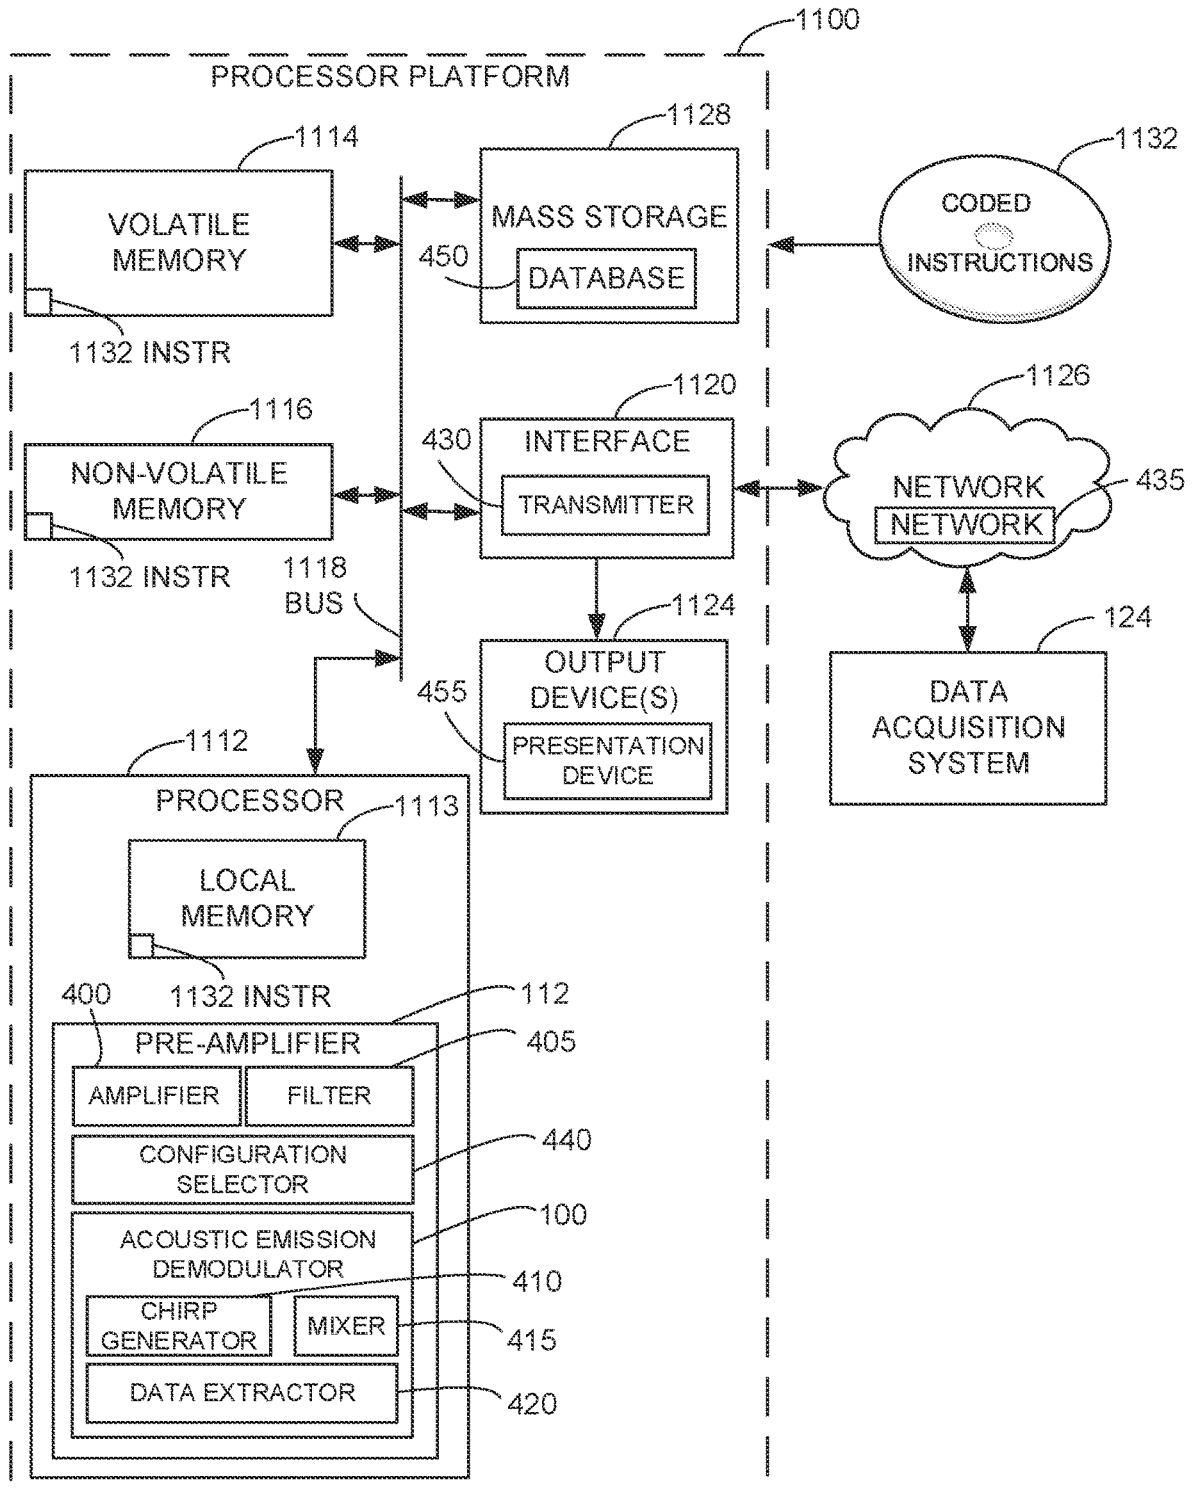 1100
PROCESSOR PLATFORM
1114
VOLATILE
MEMORY
1132 INSTR
1128
MASS STORAGE
450
DATABASE
1132
CODED
INSTRUCTIONS
1116
NON-VOLATILE
MEMORY
1132 INSTR
1118
BUS
1120
INTERFACE
430
TRANSMITTER
1126
NETWORK
435
NETWORK
1124
OUTPUT
DEVICE(S)
455
PRESENTATION
DEVICE
124
DATA
ACQUISITION
SYSTEM
1112
PROCESSOR
1113
LOCAL
MEMORY
1132 INSTR
400
112
PRE-AMPLIFIER
405
AMPLIFIER
FILTER
440
CONFIGURATION
SELECTOR
100
ACOUSTIC EMISSION
DEMODULATOR
410
CHIRP
GENERATOR
MIXER
415
DATA EXTRACTOR
420